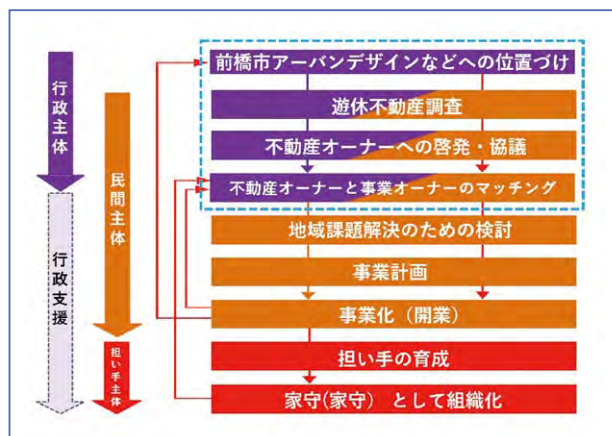 行政主体
行政支援
民間主体
担い手主体
前橋市アーバンデザインなどへの位置づけ
遊休不動産調査
不動産オーナーへの啓発・協議
不動産オーナーと事業オーナーのマッチング
地域課題解決のための検討
事業計画
事業化（開業）
担い手の育成
家守(家守） として組織化